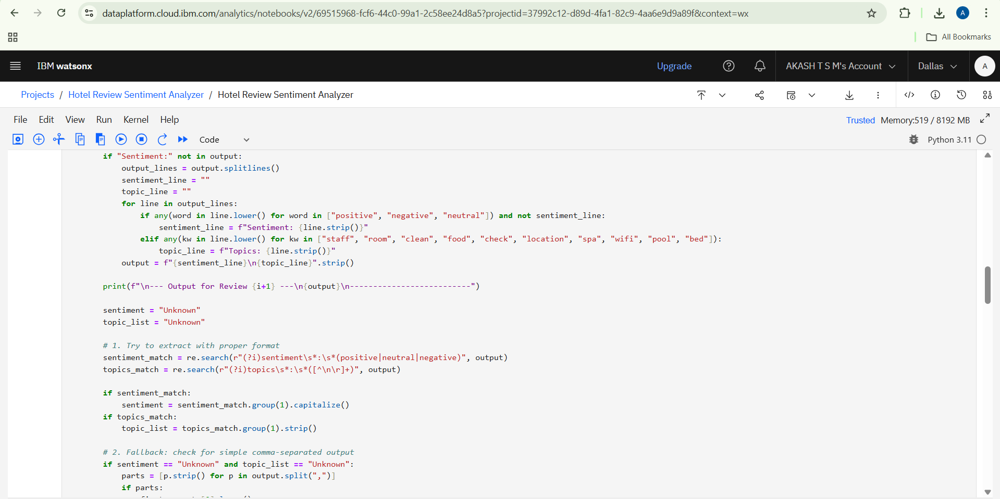 dataplatform.cloud.ibm.com/analytics/notebooks/v2/69515968-fcf6-44c0-99a1-2c58ee24d8a5?projectid=37992c12-d89d-4fa1-82c9-4aa6e9d9a89f&context=wx
A
All Bookmarks
IBM watsonx
Upgrade
AKASH T S M's Account
Dallas
A
Projects / Hotel Review Sentiment Analyzer / Hotel Review Sentiment Analyzer
File Edit View Run Kernel Help
Trusted Memory:519 / 8192 MB
Code
Python 3.11
if "Sentiment:" not in output:
    output_lines = output.splitlines()
    sentiment_line = ""
    topic_line = ""
    for line in output_lines:
        if any(word in line.lower() for word in ["positive", "negative", "neutral"]) and not sentiment_line:
            sentiment_line = f"Sentiment: {line.strip()}"
        elif any(kw in line.lower() for kw in ["staff", "room", "clean", "food", "check", "location", "spa", "wifi", "pool", "bed"]):
            topic_line = f"Topics: {line.strip()}"
    output = f"{sentiment_line}\n{topic_line}".strip()
print(f"\n--- Output for Review {i+1} ---\n{output}\n--------------------------")
sentiment = "Unknown"
topic_list = "Unknown"
# 1. Try to extract with proper format
sentiment_match = re.search(r"(?i)sentiment\s*:\s*(positive|neutral|negative)", output)
topics_match = re.search(r"(?i)topics\s*:\s*([^\n\r]+)", output)
if sentiment_match:
    sentiment = sentiment_match.group(1).capitalize()
if topics_match:
    topic_list = topics_match.group(1).strip()
# 2. Fallback: check for simple comma-separated output
if sentiment == "Unknown" and topic_list == "Unknown":
    parts = [p.strip() for p in output.split(",")]
    if parts: